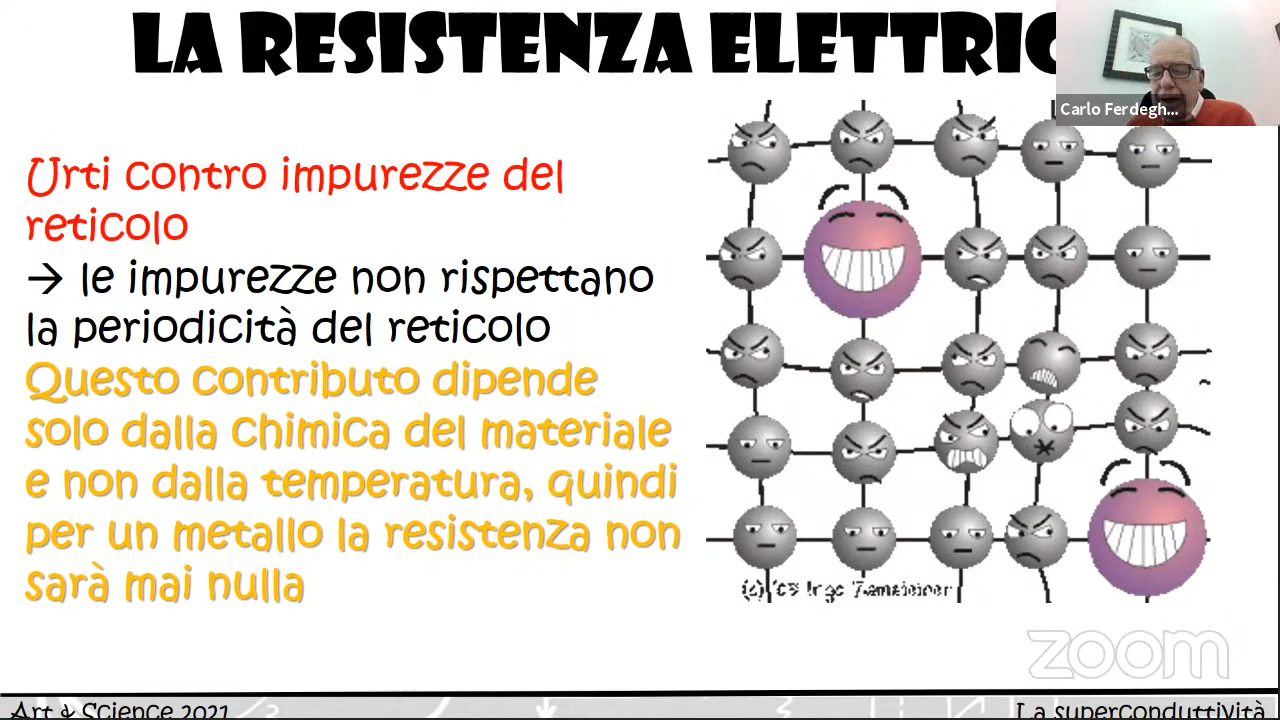 LA RESISTENZA ELETTRIC
Carlo Ferdegh...
Urti contro impurezze del
reticolo
→ le impurezze non rispettano
la periodicità del reticolo
Questo contributo dipende
solo dalla chimica del materiale
e non dalla temperatura, quindi
per un metallo la resistenza non
sarà mai nulla
(c) '03 Ingo
zoom
Art & Science 2021
La superconduttività